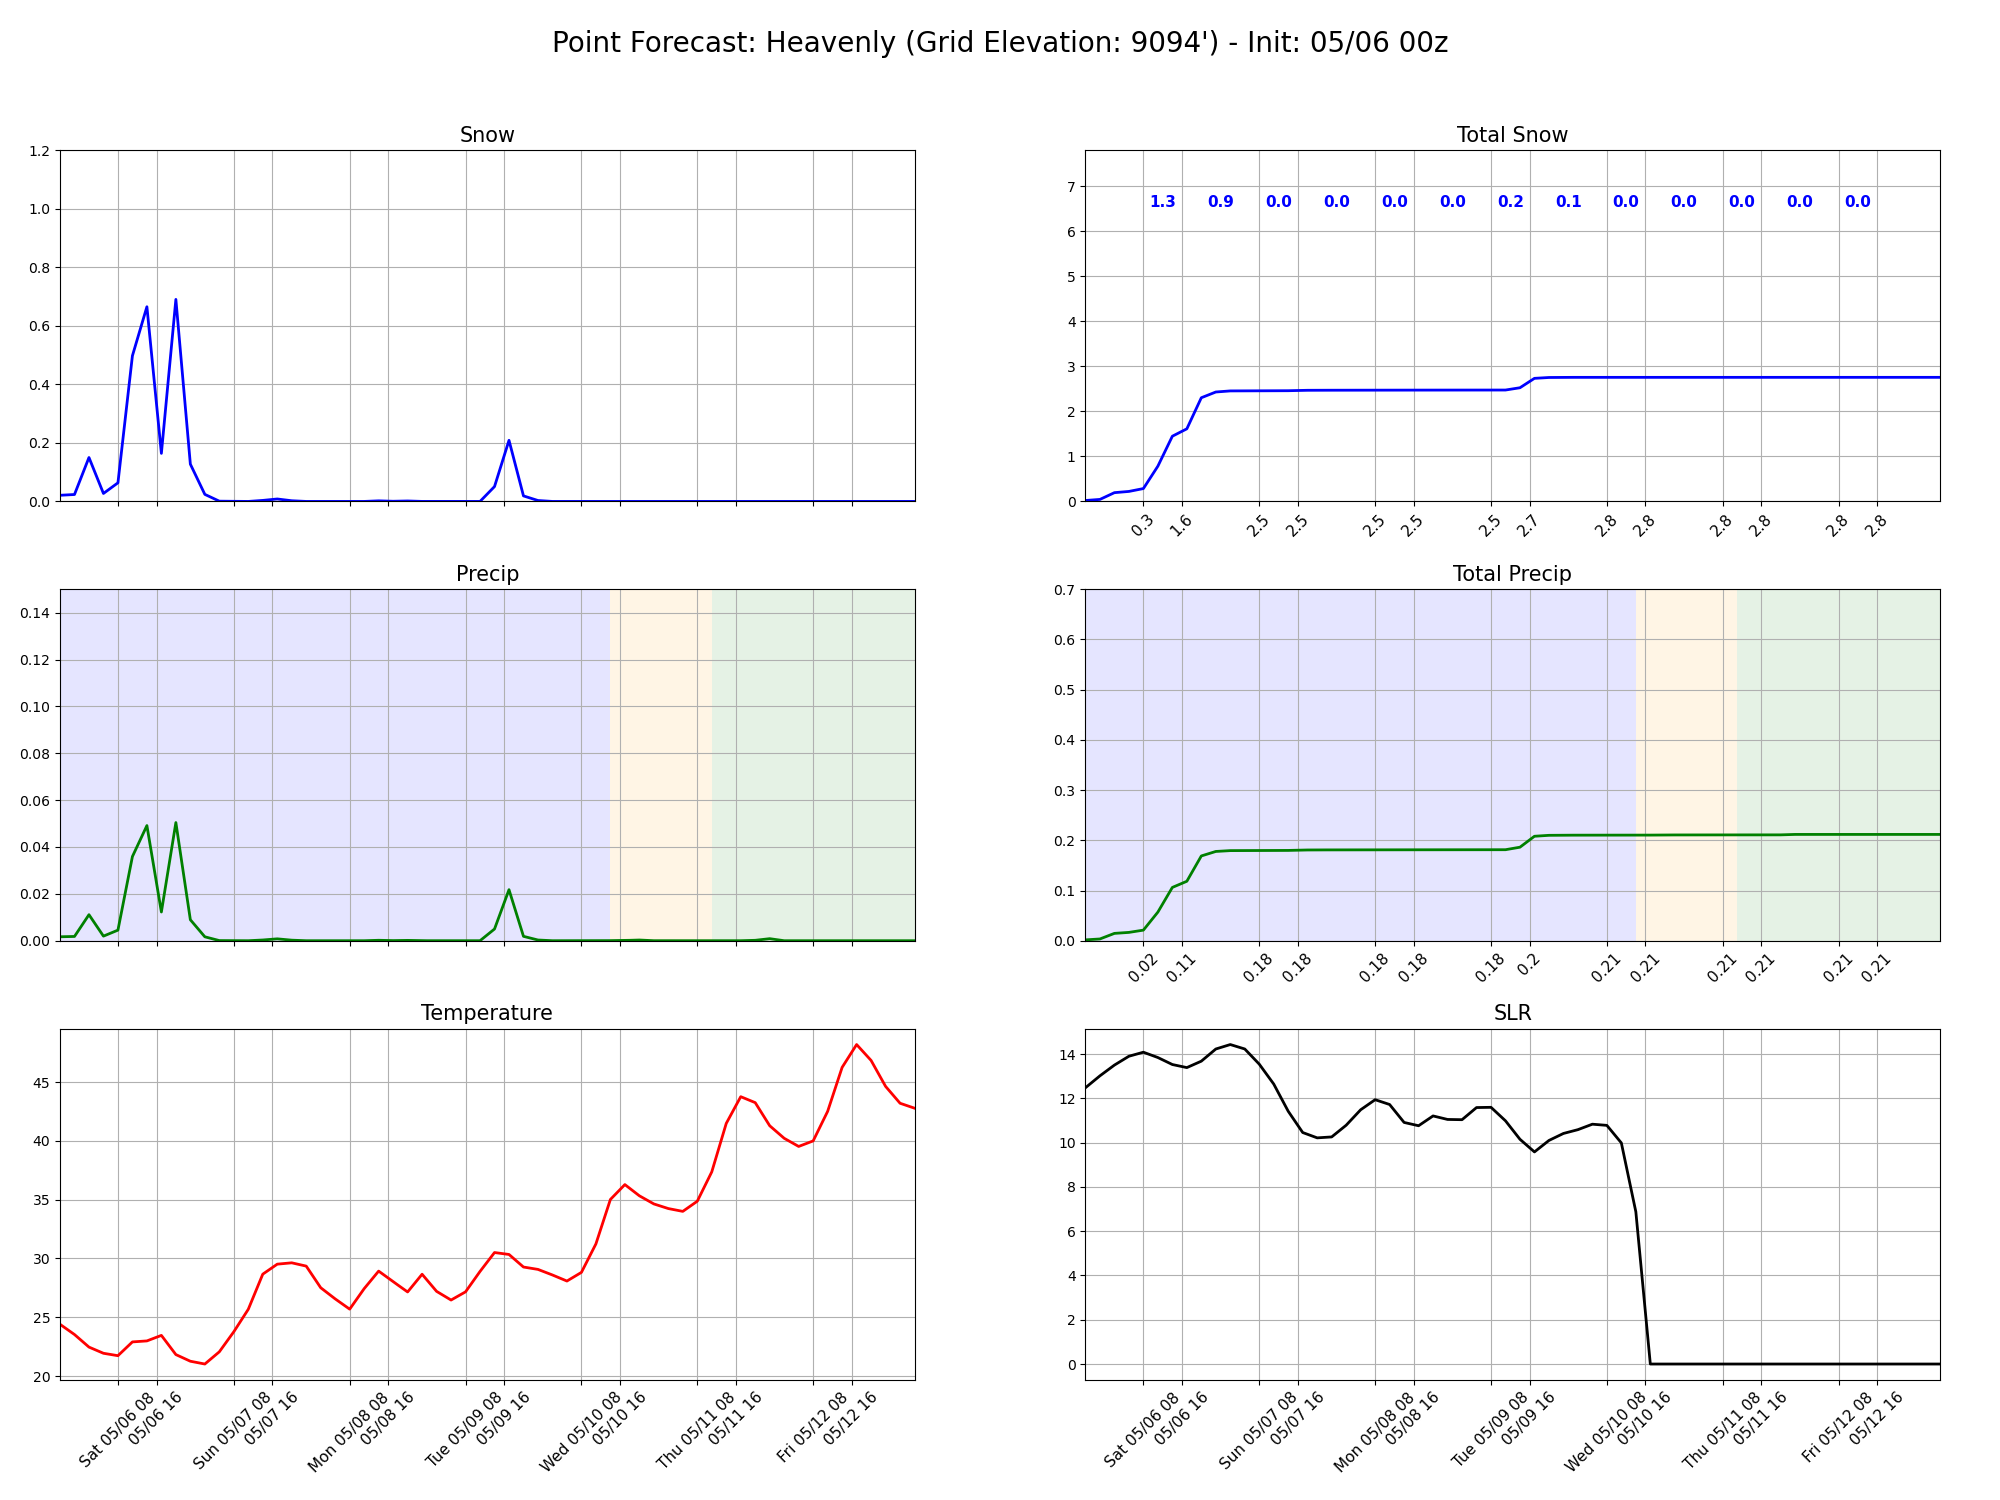 Point Forecast: Heavenly (Grid Elevation: 9094') - Init: 05/06 00z
Snow
1.2
1.0
0.8
0.6
0.4
0.2
0.0
Total Snow
7
6
5
4
3
2
1
0
1.3 0.9 0.0 0.0 0.0 0.0 0.2 0.1 0.0 0.0 0.0 0.0 0.0
0.3 1.6 2.5 2.5 2.5 2.5 2.5 2.7 2.8 2.8 2.8 2.8 2.8 2.8
Precip
0.14
0.12
0.10
0.08
0.06
0.04
0.02
0.00
Total Precip
0.7
0.6
0.5
0.4
0.3
0.2
0.1
0.0
0.02 0.11 0.18 0.18 0.18 0.18 0.18 0.2 0.21 0.21 0.21 0.21 0.21 0.21
Temperature
45
40
35
30
25
20
Sat 05/06 08
05/06 16
Sun 05/07 08
05/07 16
Mon 05/08 08
05/08 16
Tue 05/09 08
05/09 16
Wed 05/10 08
05/10 16
Thu 05/11 08
05/11 16
Fri 05/12 08
05/12 16
SLR
14
12
10
8
6
4
2
0
Sat 05/06 08
05/06 16
Sun 05/07 08
05/07 16
Mon 05/08 08
05/08 16
Tue 05/09 08
05/09 16
Wed 05/10 08
05/10 16
Thu 05/11 08
05/11 16
Fri 05/12 08
05/12 16